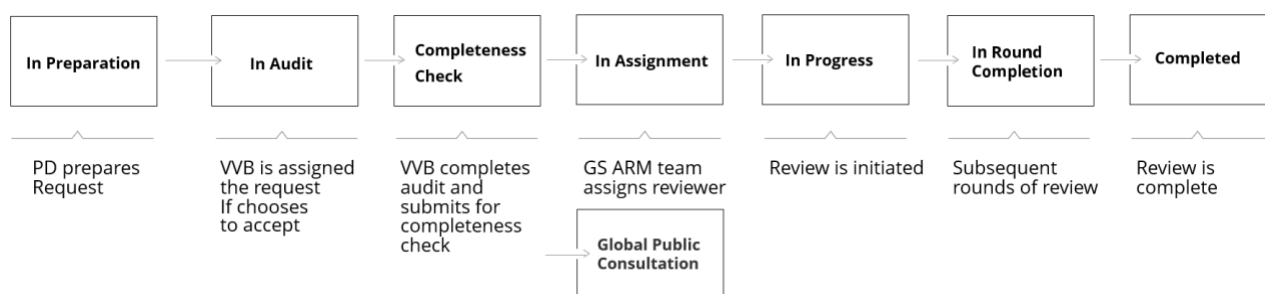 In Preparation
In Audit
Completeness
Check
In Assignment
In Progress
In Round
Completion
Completed
PD prepares
Request
VVB is assigned
the request
If chooses
to accept
VVB completes
audit and
submits for
completeness
check
GS ARM team
assigns reviewer
Global Public
Consultation
Review is initiated
Subsequent
rounds of review
Review is
complete